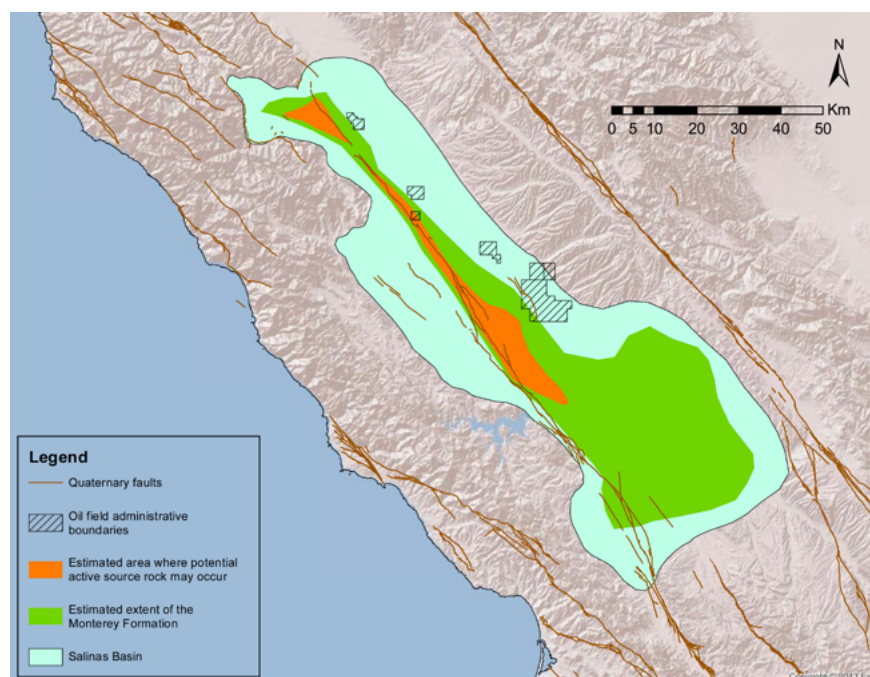 N
Km
0 5 10 20 30 40 50
Legend
Quaternary faults
Oil field administrative
boundaries
Estimated area where potential
active source rock may occur
Estimated extent of the
Monterey Formation
Salinas Basin